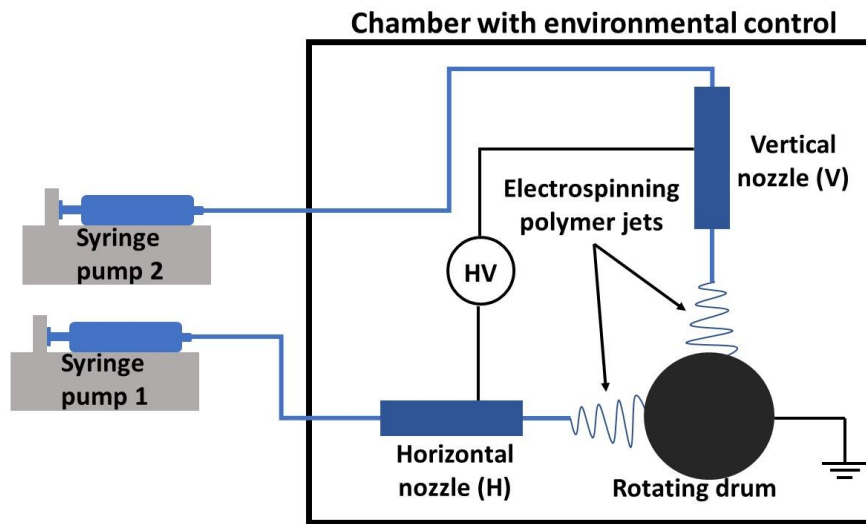 Chamber with environmental control
Vertical
nozzle (V)
Electrospinning
polymer jets
Syringe
pump 2
HV
Syringe
pump 1
Horizontal
nozzle (H)
Rotating drum